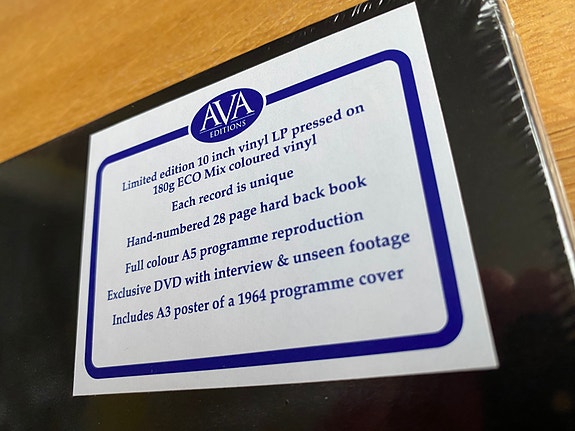 AVA
EDITIONS
Limited edition 10 inch vinyl LP pressed on
180g ECO Mix coloured vinyl
Each record is unique
Hand-numbered 28 page hard back book
Full colour A5 programme reproduction
Exclusive DVD with interview & unseen footage
Includes A3 poster of a 1964 programme cover